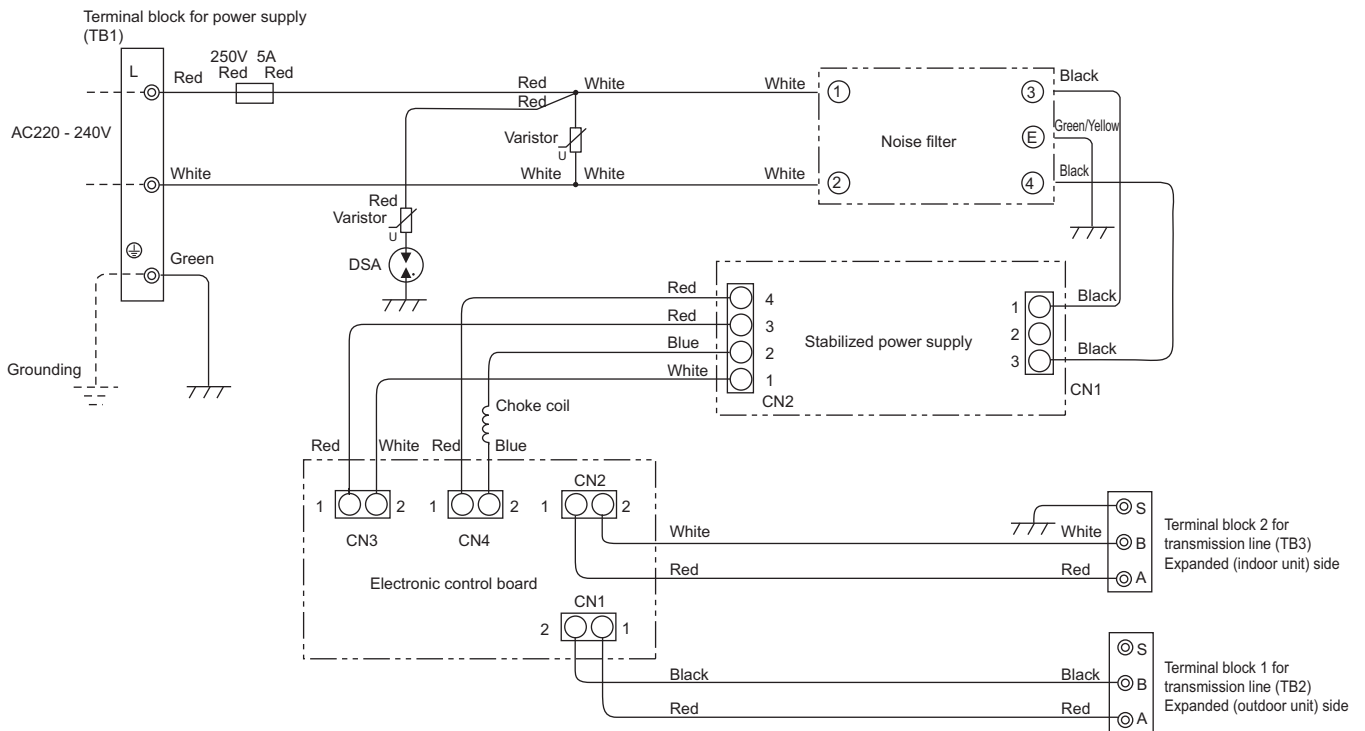 Terminal block for power supply
(TB1)
250V 5A
L
Red
Red
Red
Red
White
White
Red
AC220 - 240V
Varistor
U
White
White
White
White
1
2
Noise filter
3
E
4
Black
Green/Yellow
Black
Red
Varistor
U
DSA
Green
Grounding
Red
4
Red
3
Blue
2
White
1
CN2
Stabilized power supply
1
2
3
Black
Black
CN1
Choke coil
Red
White
Red
Blue
1
2
CN3
1
2
CN4
CN2
1
2
Electronic control board
CN1
2
1
White
White
Red
Red
S
B
A
Terminal block 2 for
transmission line (TB3)
Expanded (indoor unit) side
Black
Black
Red
Red
S
B
A
Terminal block 1 for
transmission line (TB2)
Expanded (outdoor unit) side